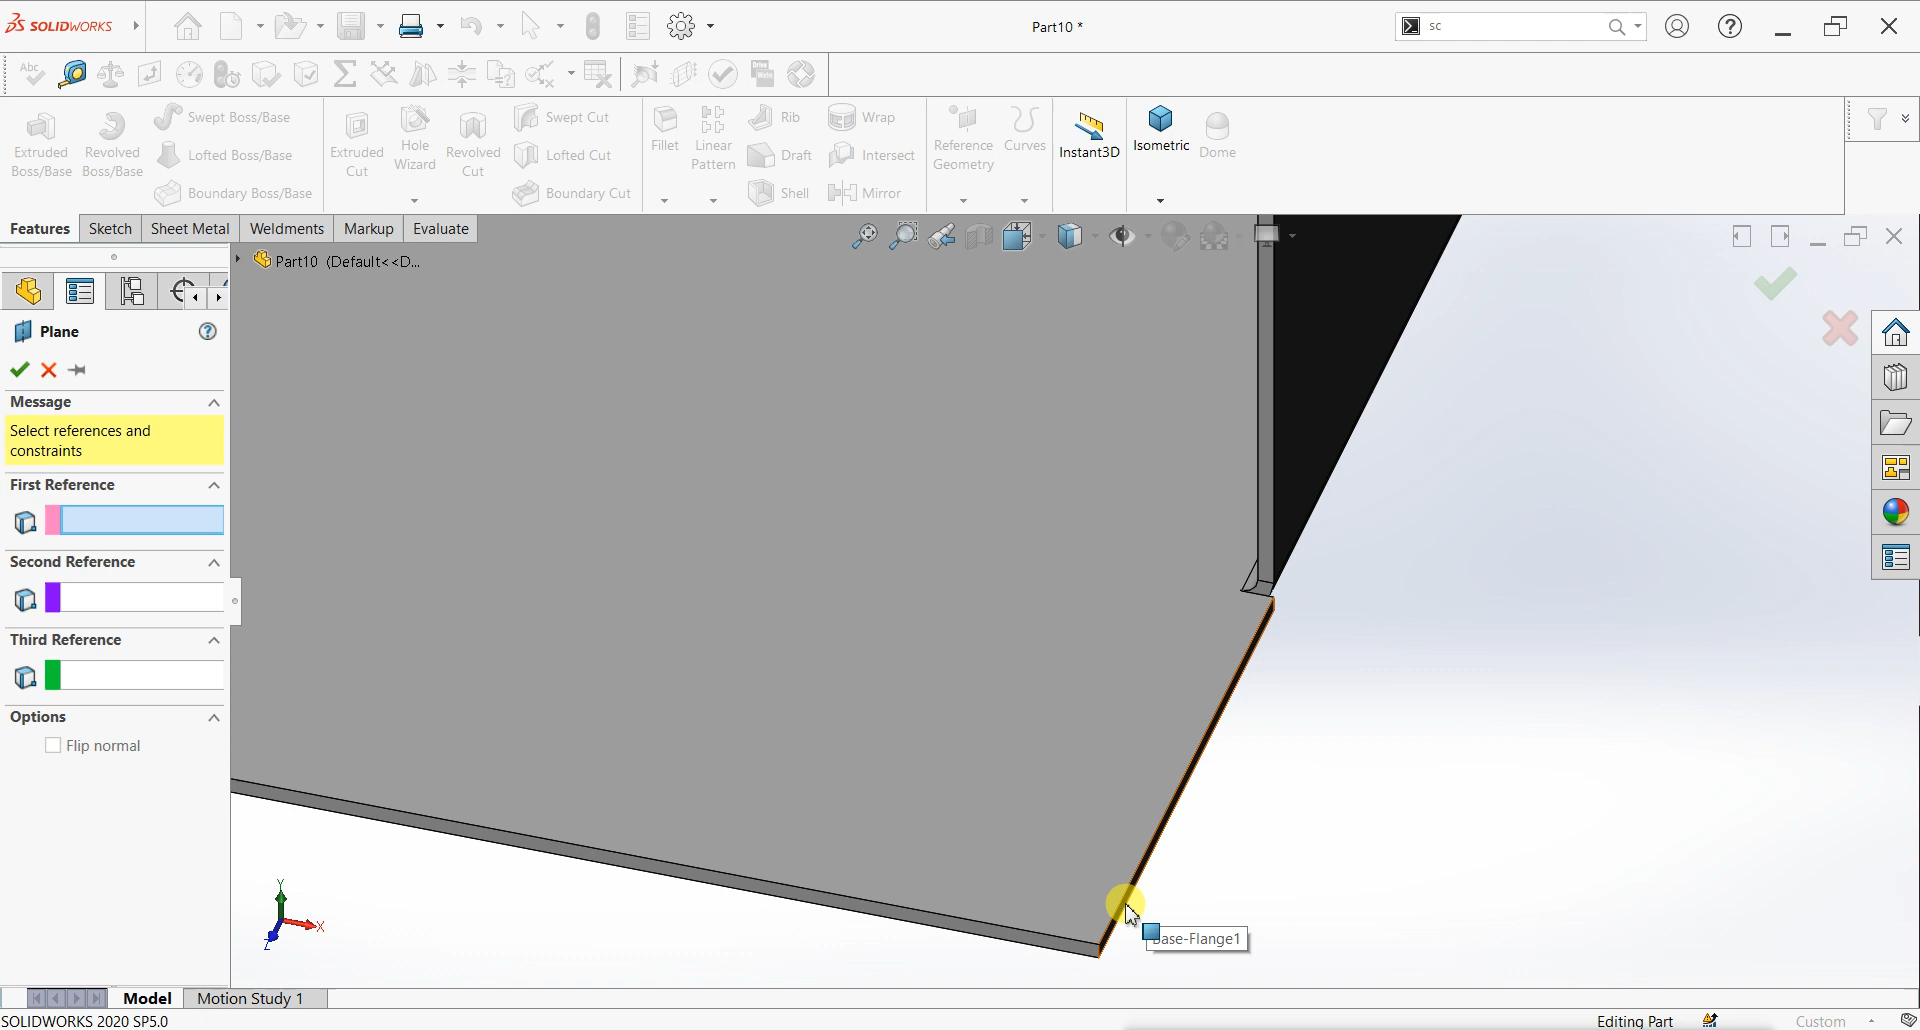 SOLIDWORKS
Part10 *
sc
Abc
Extruded Boss/Base
Revolved Boss/Base
Swept Boss/Base
Lofted Boss/Base
Boundary Boss/Base
Extruded Cut
Hole Wizard
Revolved Cut
Swept Cut
Lofted Cut
Boundary Cut
Fillet
Linear Pattern
Rib
Draft
Shell
Wrap
Intersect
Mirror
Reference Geometry
Curves
Instant3D
Isometric
Dome
Features
Sketch
Sheet Metal
Weldments
Markup
Evaluate
Part10 (Default<<D...
Plane
Message
Select references and
constraints
First Reference
Second Reference
Third Reference
Options
Flip normal
Y
X
Z
Base-Flange1
Model
Motion Study 1
SOLIDWORKS 2020 SP5.0
Editing Part
Custom